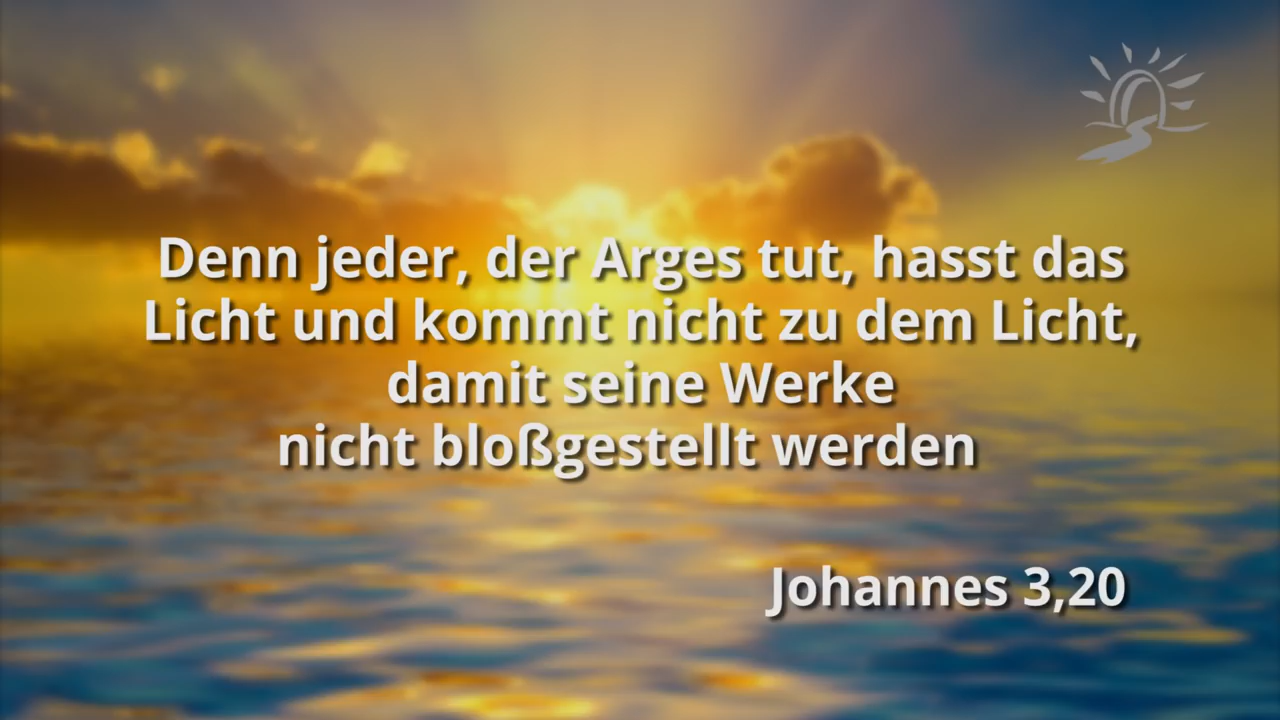 Denn jeder, der Arges tut, hasst das
Licht und kommt nicht zu dem Licht,
damit seine Werke
nicht bloßgestellt werden
Johannes 3,20